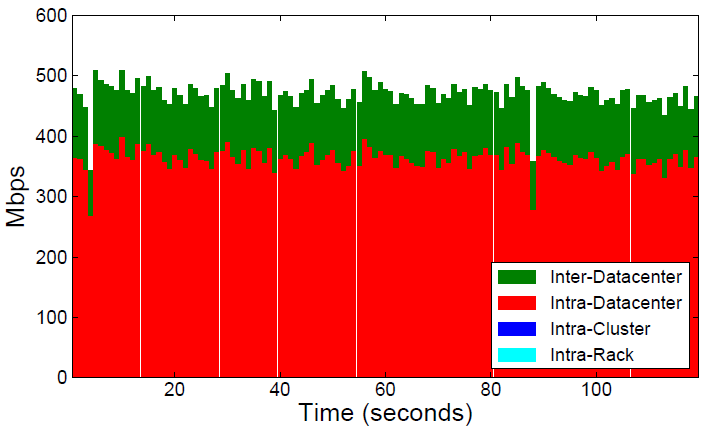 600
500
400
300
200
100
0
Mbps
Inter-Datacenter
Intra-Datacenter
Intra-Cluster
Intra-Rack
20 40 60 80 100
Time (seconds)